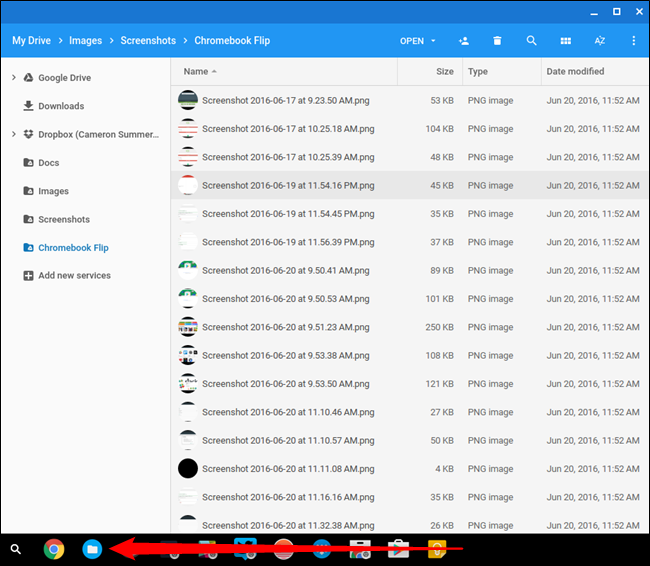 My Drive > Images > Screenshots > Chromebook Flip OPEN AZ
Name Size Type Date modified
Google Drive
Downloads
Dropbox (Cameron Summer...
Docs
Images
Screenshots
Chromebook Flip
Add new services
Screenshot 2016-06-17 at 9.23.50 AM.png 53 KB PNG image Jun 20, 2016, 11:52 AM
Screenshot 2016-06-17 at 10.25.18 AM.png 104 KB PNG image Jun 20, 2016, 11:52 AM
Screenshot 2016-06-17 at 10.25.39 AM.png 48 KB PNG image Jun 20, 2016, 11:52 AM
Screenshot 2016-06-19 at 11.54.16 PM.png 45 KB PNG image Jun 20, 2016, 11:52 AM
Screenshot 2016-06-19 at 11.54.45 PM.png 35 KB PNG image Jun 20, 2016, 11:52 AM
Screenshot 2016-06-19 at 11.56.39 PM.png 37 KB PNG image Jun 20, 2016, 11:52 AM
Screenshot 2016-06-20 at 9.50.41 AM.png 89 KB PNG image Jun 20, 2016, 11:52 AM
Screenshot 2016-06-20 at 9.50.53 AM.png 101 KB PNG image Jun 20, 2016, 11:52 AM
Screenshot 2016-06-20 at 9.51.23 AM.png 250 KB PNG image Jun 20, 2016, 11:52 AM
Screenshot 2016-06-20 at 9.53.38 AM.png 108 KB PNG image Jun 20, 2016, 11:52 AM
Screenshot 2016-06-20 at 9.53.50 AM.png 121 KB PNG image Jun 20, 2016, 11:52 AM
Screenshot 2016-06-20 at 11.10.46 AM.png 27 KB PNG image Jun 20, 2016, 11:52 AM
Screenshot 2016-06-20 at 11.10.57 AM.png 50 KB PNG image Jun 20, 2016, 11:52 AM
Screenshot 2016-06-20 at 11.11.08 AM.png 4 KB PNG image Jun 20, 2016, 11:52 AM
Screenshot 2016-06-20 at 11.16.16 AM.png 35 KB PNG image Jun 20, 2016, 11:52 AM
Screenshot 2016-06-20 at 11.32.38 AM.png 26 KB PNG image Jun 20, 2016, 11:52 AM